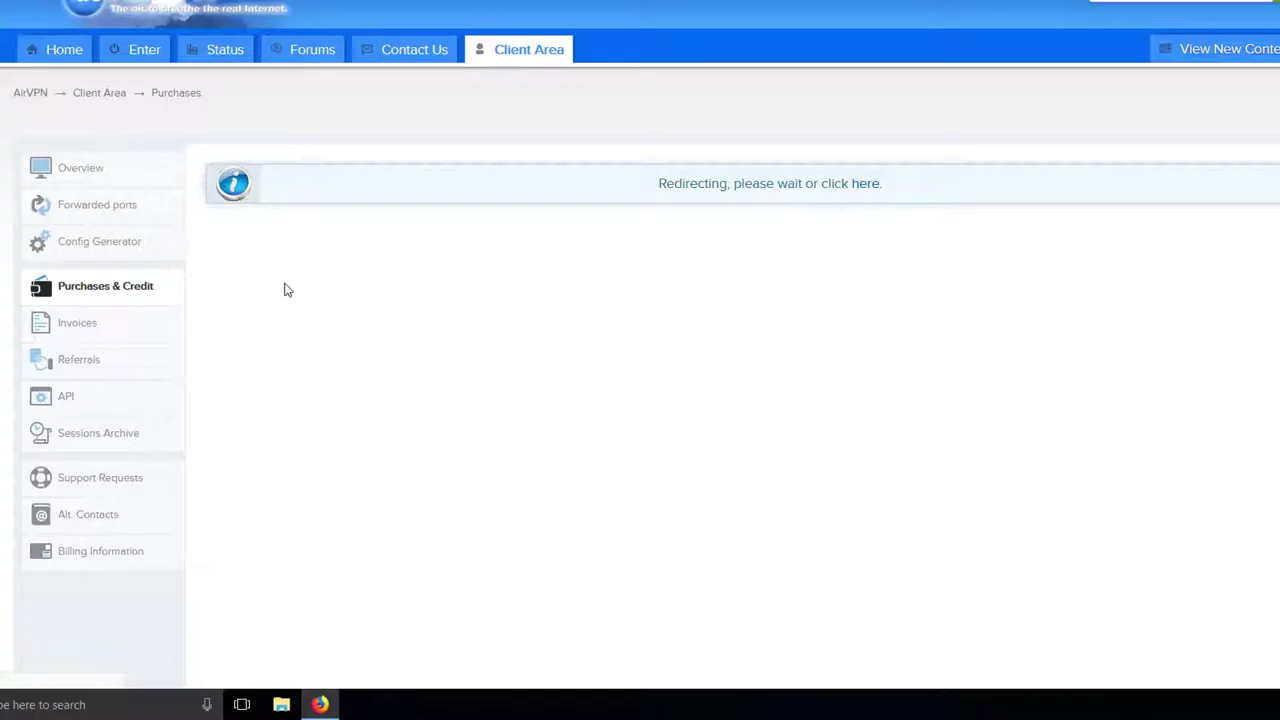 The air to breathe the real Internet.
Home
Enter
Status
Forums
Contact Us
Client Area
View New Conte
AirVPN → Client Area → Purchases
Overview
Forwarded ports
Config Generator
Purchases & Credit
Invoices
Referrals
API
Sessions Archive
Support Requests
Alt. Contacts
Billing Information
Redirecting, please wait or click here.
pe here to search